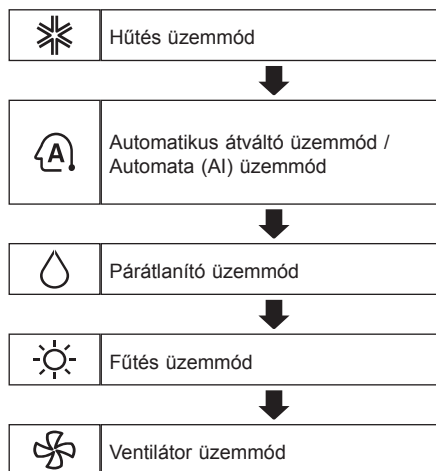 Hűtés üzemmód
A
Automatikus átváltó üzemmód /
Automata (AI) üzemmód
Párátlanító üzemmód
Fűtés üzemmód
Ventilátor üzemmód